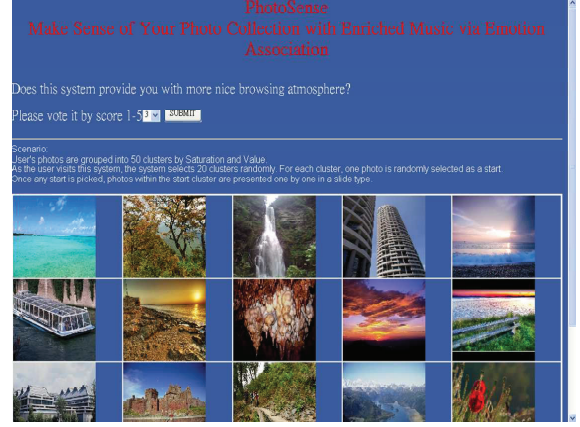 PhotoSense
Make Sense of Your Photo Collection with Enriched Music via Emotion
Association
Does this system provide you with more nice browsing atmosphere?
Please vote it by score 1-5 3 SUBMIT
Scenario:
User's photos are grouped into 50 clusters by Saturation and Value.
As the user visits this system, the system selects 20 clusters randomly. For each cluster, one photo is randomly selected as a start.
Once any start is picked, photos within the start cluster are presented one by one in a slide type.